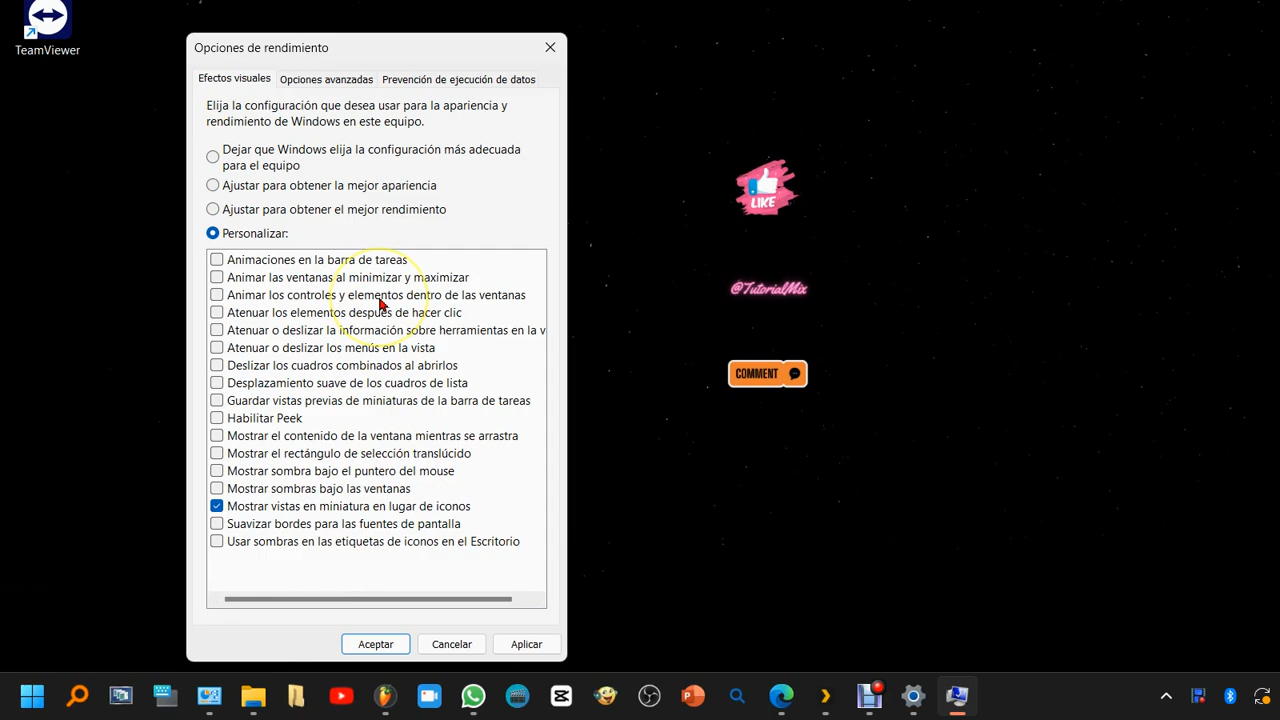 TeamViewer
Opciones de rendimiento
Efectos visuales
Opciones avanzadas
Prevención de ejecución de datos
Elija la configuración que desea usar para la apariencia y
rendimiento de Windows en este equipo.
Dejar que Windows elija la configuración más adecuada
para el equipo
Ajustar para obtener la mejor apariencia
Ajustar para obtener el mejor rendimiento
Personalizar:
Animaciones en la barra de tareas
Animar las ventanas al minimizar y maximizar
Animar los controles y elementos dentro de las ventanas
Atenuar los elementos después de hacer clic
Atenuar o deslizar la información sobre herramientas en la v
Atenuar o deslizar los menús en la vista
Deslizar los cuadros combinados al abrirlos
Desplazamiento suave de los cuadros de lista
Guardar vistas previas de miniaturas de la barra de tareas
Habilitar Peek
Mostrar el contenido de la ventana mientras se arrastra
Mostrar el rectángulo de selección translúcido
Mostrar sombra bajo el puntero del mouse
Mostrar sombras bajo las ventanas
Mostrar vistas en miniatura en lugar de iconos
Suavizar bordes para las fuentes de pantalla
Usar sombras en las etiquetas de iconos en el Escritorio
Aceptar
Cancelar
Aplicar
LIKE
@TutorialMix
COMMENT